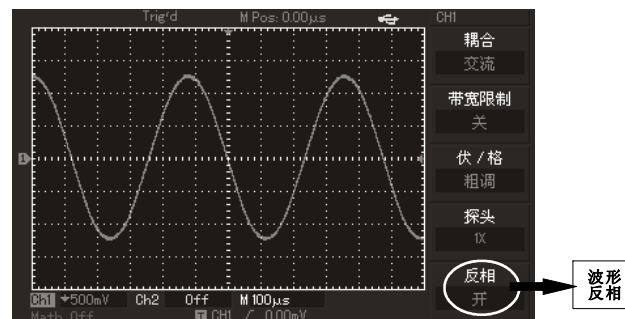 Trig'd M Pos: 0.00μs CH1
耦合
交流
带宽限制
关
伏/格
粗调
探头
1X
反相
开
波形
反相
1
CH1 500mV Ch2 Off M 100μs
Math Off T CH1 / 0.00mV